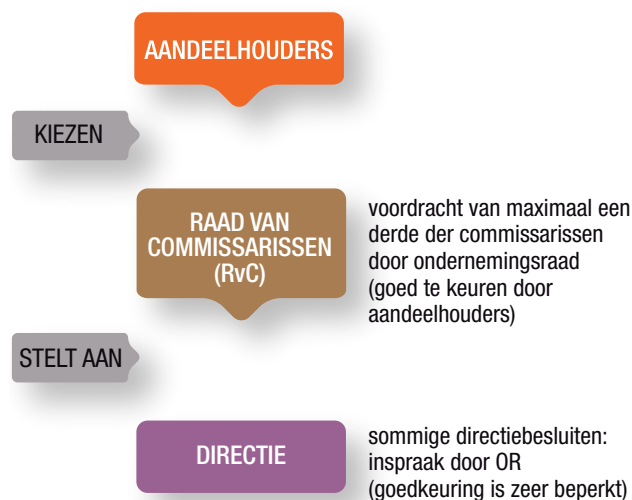 AANDEELHOUDERS
KIEZEN
RAAD VAN
COMMISSARISSEN
(RvC)
voordracht van maximaal een
derde der commissarissen
door ondernemingsraad
(goed te keuren door
aandeelhouders)
STELT AAN
DIRECTIE
sommige directiebesluiten:
inspraak door OR
(goedkeuring is zeer beperkt)